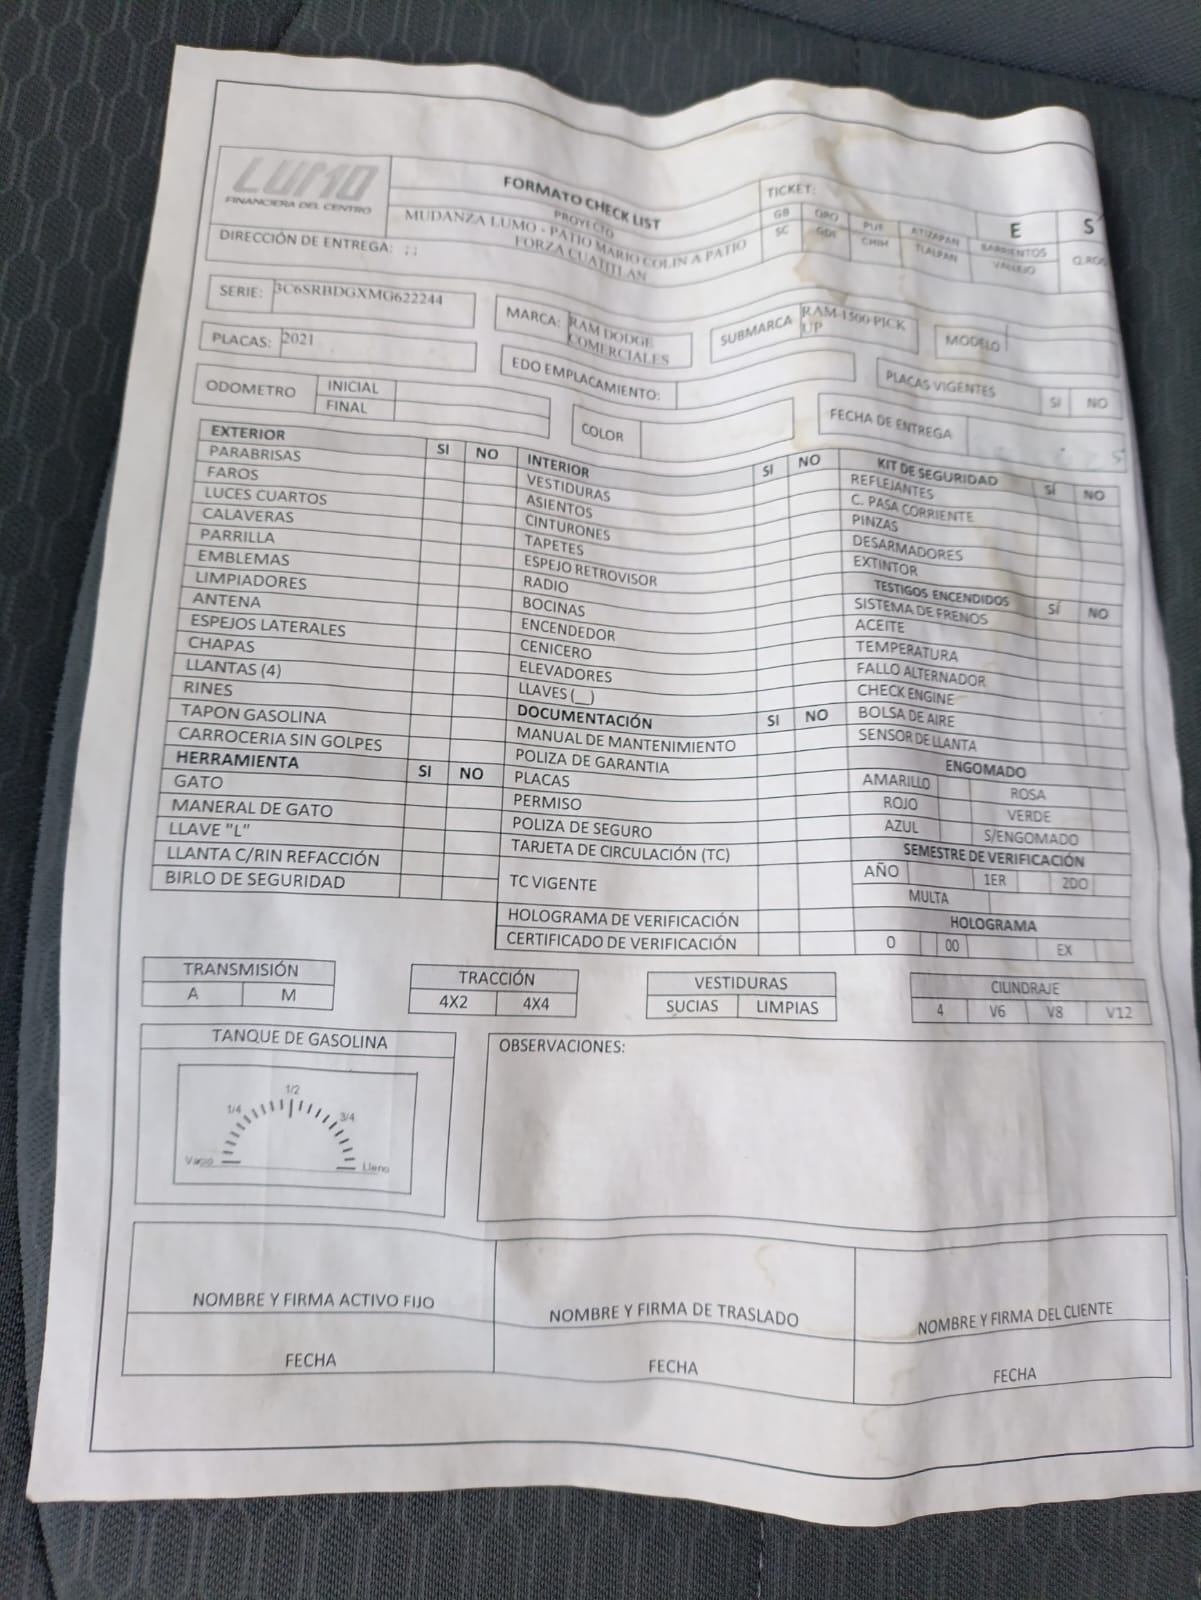 LUMO
FINANCIERA DEL CENTRO
FORMATO CHECK LIST
PROYECTO
MUDANZA LUMO - PATIO MARIO COLIN A PATIO
FORZA CUATITLAN
TICKET:
GB QRO PUE ATIZAPAN BARRIENTOS
SC GDL CHIH TLALPAN VALLEJO
E S
Q.ROO
DIRECCIÓN DE ENTREGA: ; ;
SERIE: 3C6SRBDGXMG622244
MARCA: RAM DODGE
COMERCIALES
SUBMARCA RAM-1500-PICK
UP
MODELO
PLACAS: 2021
EDO EMPLACAMIENTO:
PLACAS VIGENTES SI NO
ODOMETRO INICIAL
FINAL
COLOR
FECHA DE ENTREGA
EXTERIOR SI NO
PARABRISAS
FAROS
LUCES CUARTOS
CALAVERAS
PARRILLA
EMBLEMAS
LIMPIADORES
ANTENA
ESPEJOS LATERALES
CHAPAS
LLANTAS (4)
RINES
TAPON GASOLINA
CARROCERIA SIN GOLPES
HERRAMIENTA SI NO
GATO
MANERAL DE GATO
LLAVE "L"
LLANTA C/RIN REFACCIÓN
BIRLO DE SEGURIDAD
INTERIOR SI NO
VESTIDURAS
ASIENTOS
CINTURONES
TAPETES
ESPEJO RETROVISOR
RADIO
BOCINAS
ENCENDEDOR
CENICERO
ELEVADORES
LLAVES (__)
DOCUMENTACIÓN SI NO
MANUAL DE MANTENIMIENTO
POLIZA DE GARANTIA
PLACAS
PERMISO
POLIZA DE SEGURO
TARJETA DE CIRCULACIÓN (TC)
TC VIGENTE
HOLOGRAMA DE VERIFICACIÓN
CERTIFICADO DE VERIFICACIÓN
KIT DE SEGURIDAD SÍ NO
REFLEJANTES
C. PASA CORRIENTE
PINZAS
DESARMADORES
EXTINTOR
TESTIGOS ENCENDIDOS SÍ NO
SISTEMA DE FRENOS
ACEITE
TEMPERATURA
FALLO ALTERNADOR
CHECK ENGINE
BOLSA DE AIRE
SENSOR DE LLANTA
ENGOMADO
AMARILLO ROSA
ROJO VERDE
AZUL S/ENGOMADO
SEMESTRE DE VERIFICACIÓN
AÑO 1ER 2DO
MULTA
HOLOGRAMA
0 00 EX
TRANSMISIÓN
A M
TRACCIÓN
4X2 4X4
VESTIDURAS
SUCIAS LIMPIAS
CILINDRAJE
4 V6 V8 V12
TANQUE DE GASOLINA
1/2
1/4 3/4
Vacio Lleno
OBSERVACIONES:
NOMBRE Y FIRMA ACTIVO FIJO
FECHA
NOMBRE Y FIRMA DE TRASLADO
FECHA
NOMBRE Y FIRMA DEL CLIENTE
FECHA